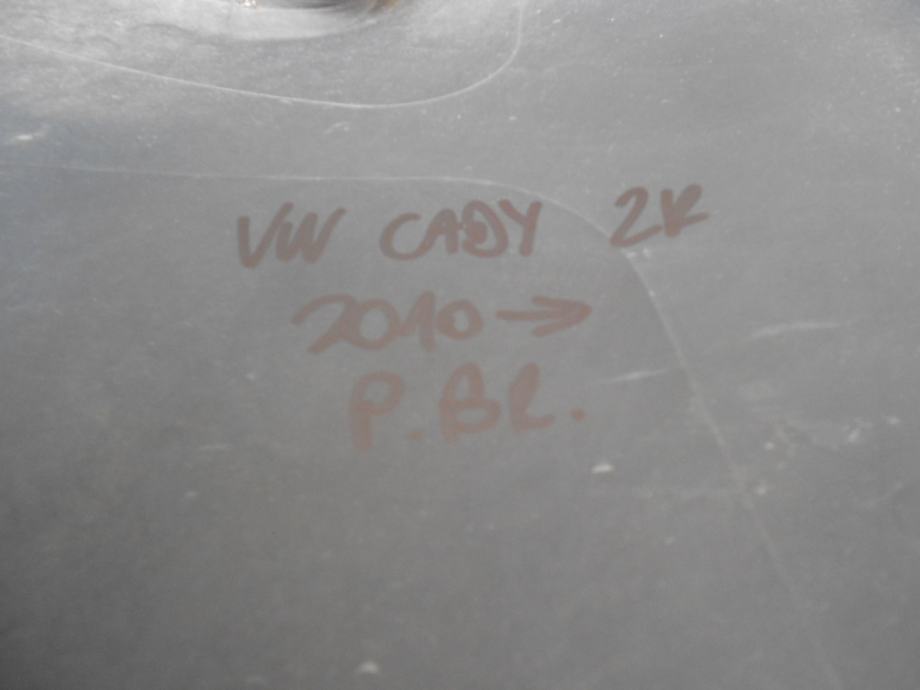 VW CADY 2K
2010→
P. BL.